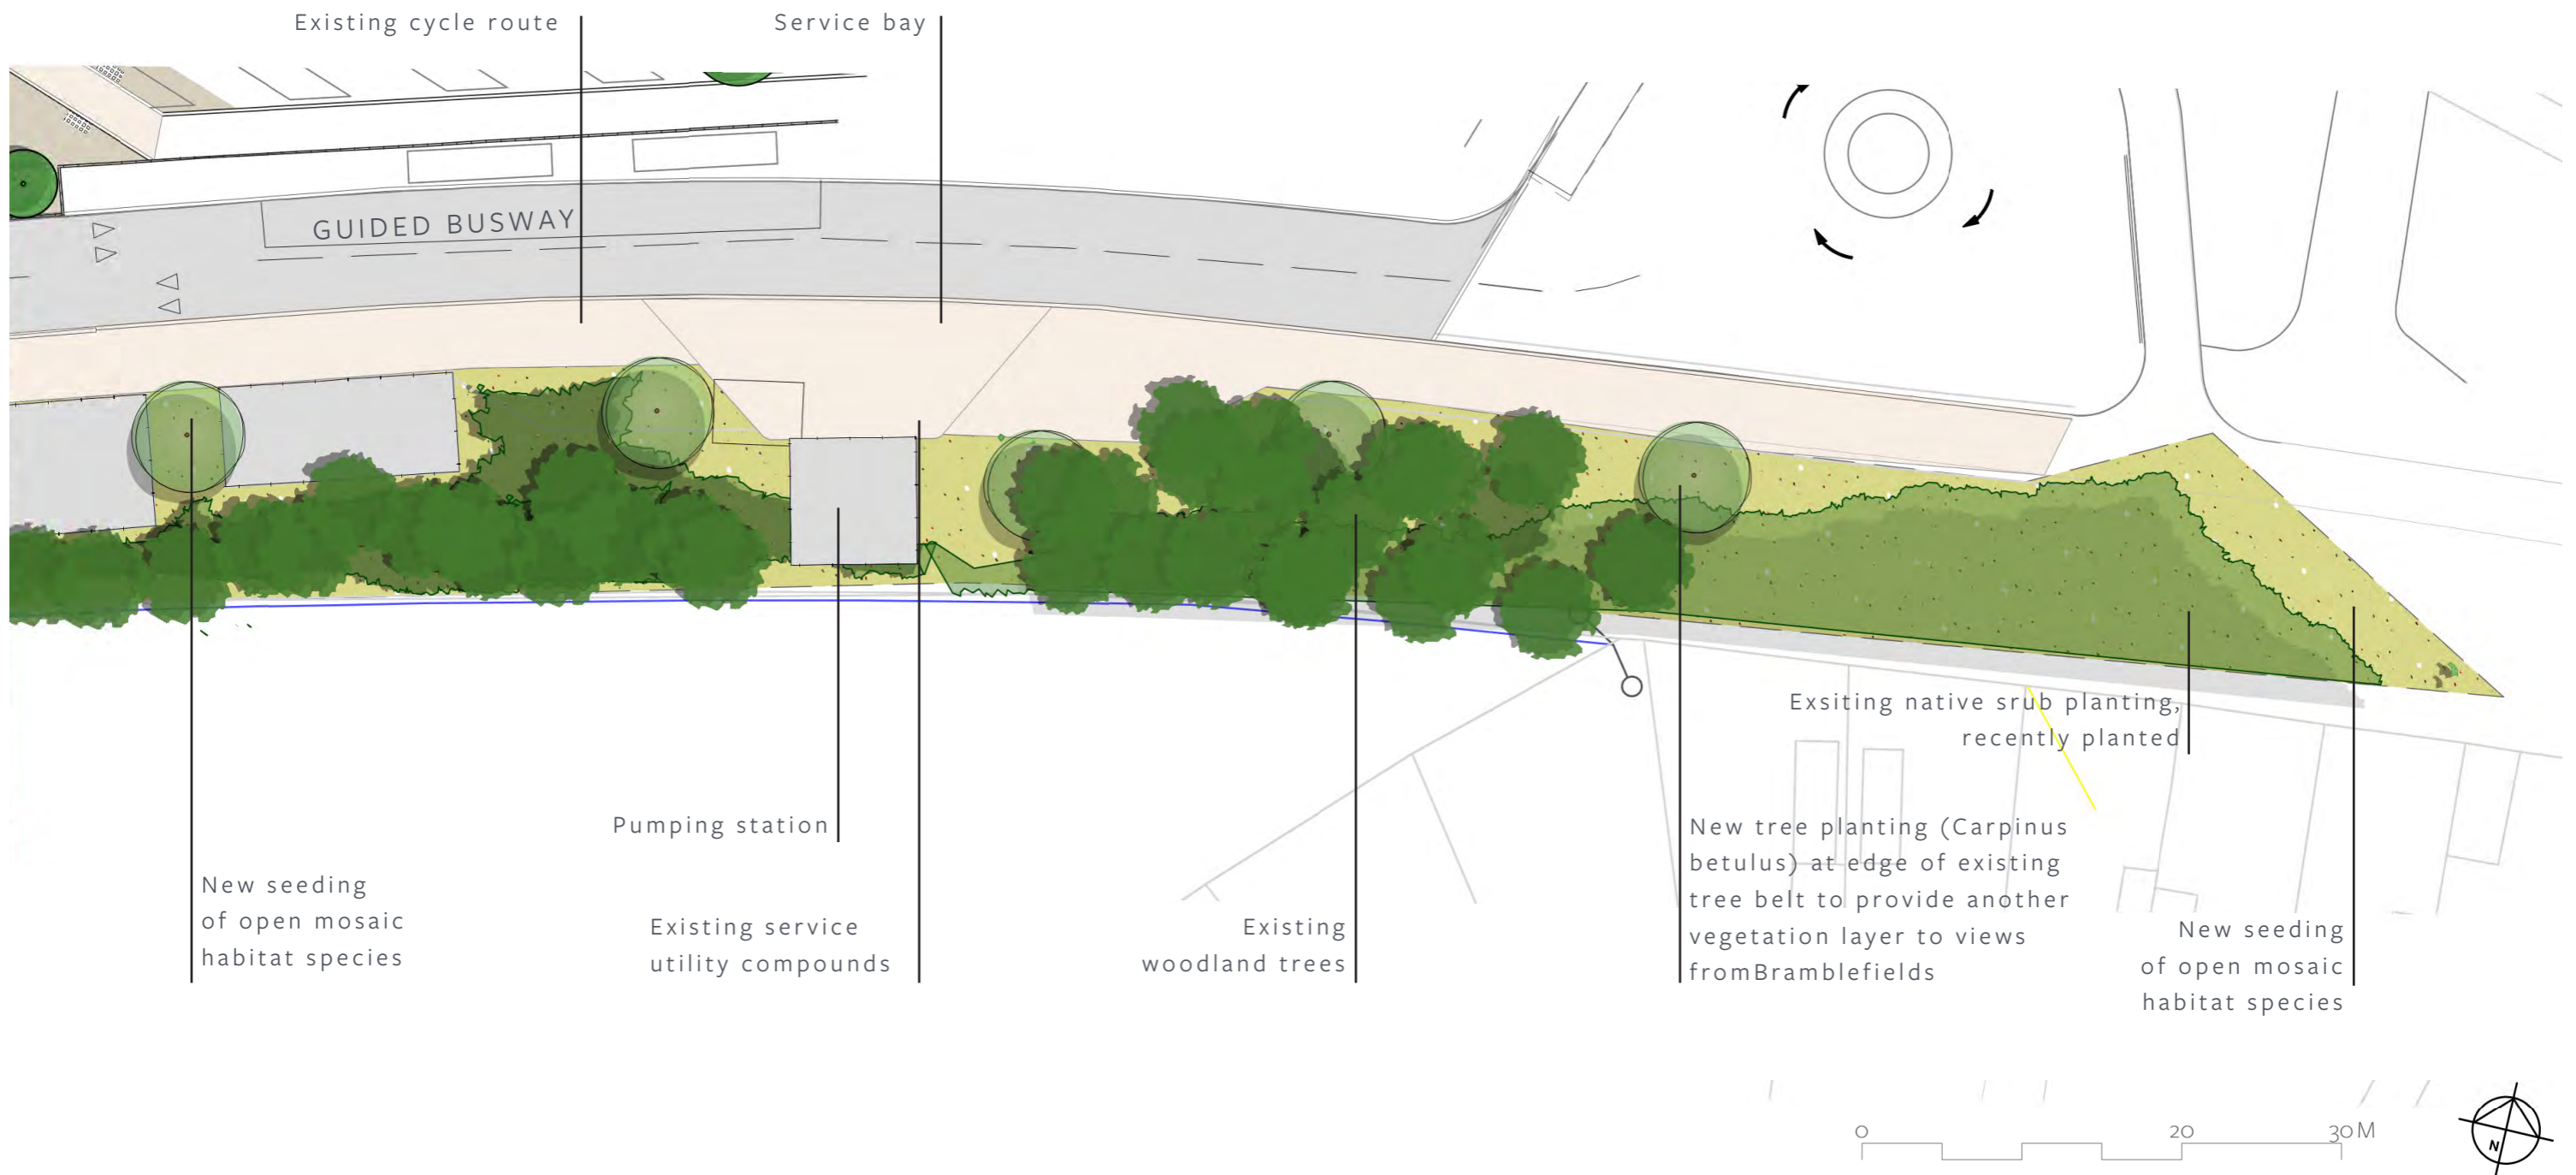 Existing cycle route
Service bay
GUIDED BUSWAY
Exsiting native srub planting,
recently planted
Pumping station
New tree planting (Carpinus
betulus) at edge of existing
tree belt to provide another
vegetation layer to views
fromBramblefields
New seeding
of open mosaic
habitat species
Existing service
utility compounds
Existing
woodland trees
New seeding
of open mosaic
habitat species
0 20 30M
N